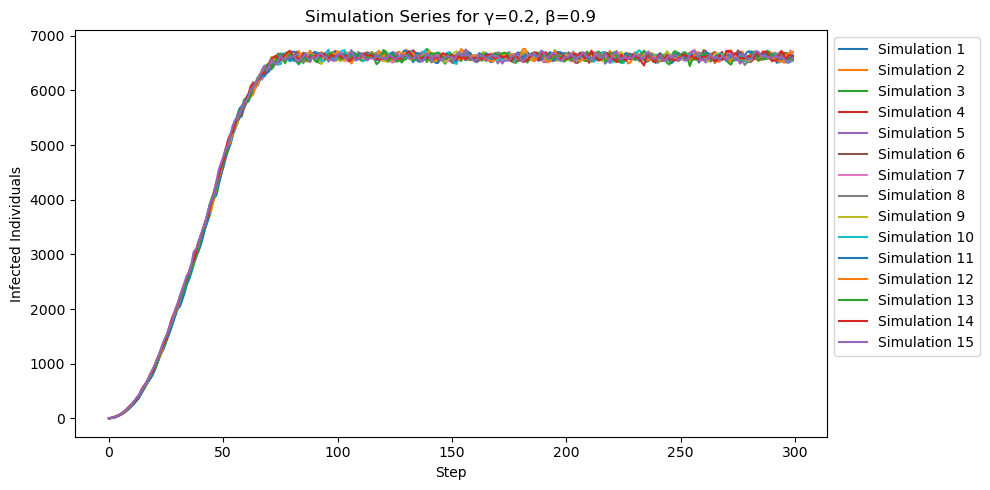 Simulation Series for γ=0.2, β=0.9
Infected Individuals
7000
6000
5000
4000
3000
2000
1000
0
0 50 100 150 200 250 300
Step
Simulation 1
Simulation 2
Simulation 3
Simulation 4
Simulation 5
Simulation 6
Simulation 7
Simulation 8
Simulation 9
Simulation 10
Simulation 11
Simulation 12
Simulation 13
Simulation 14
Simulation 15